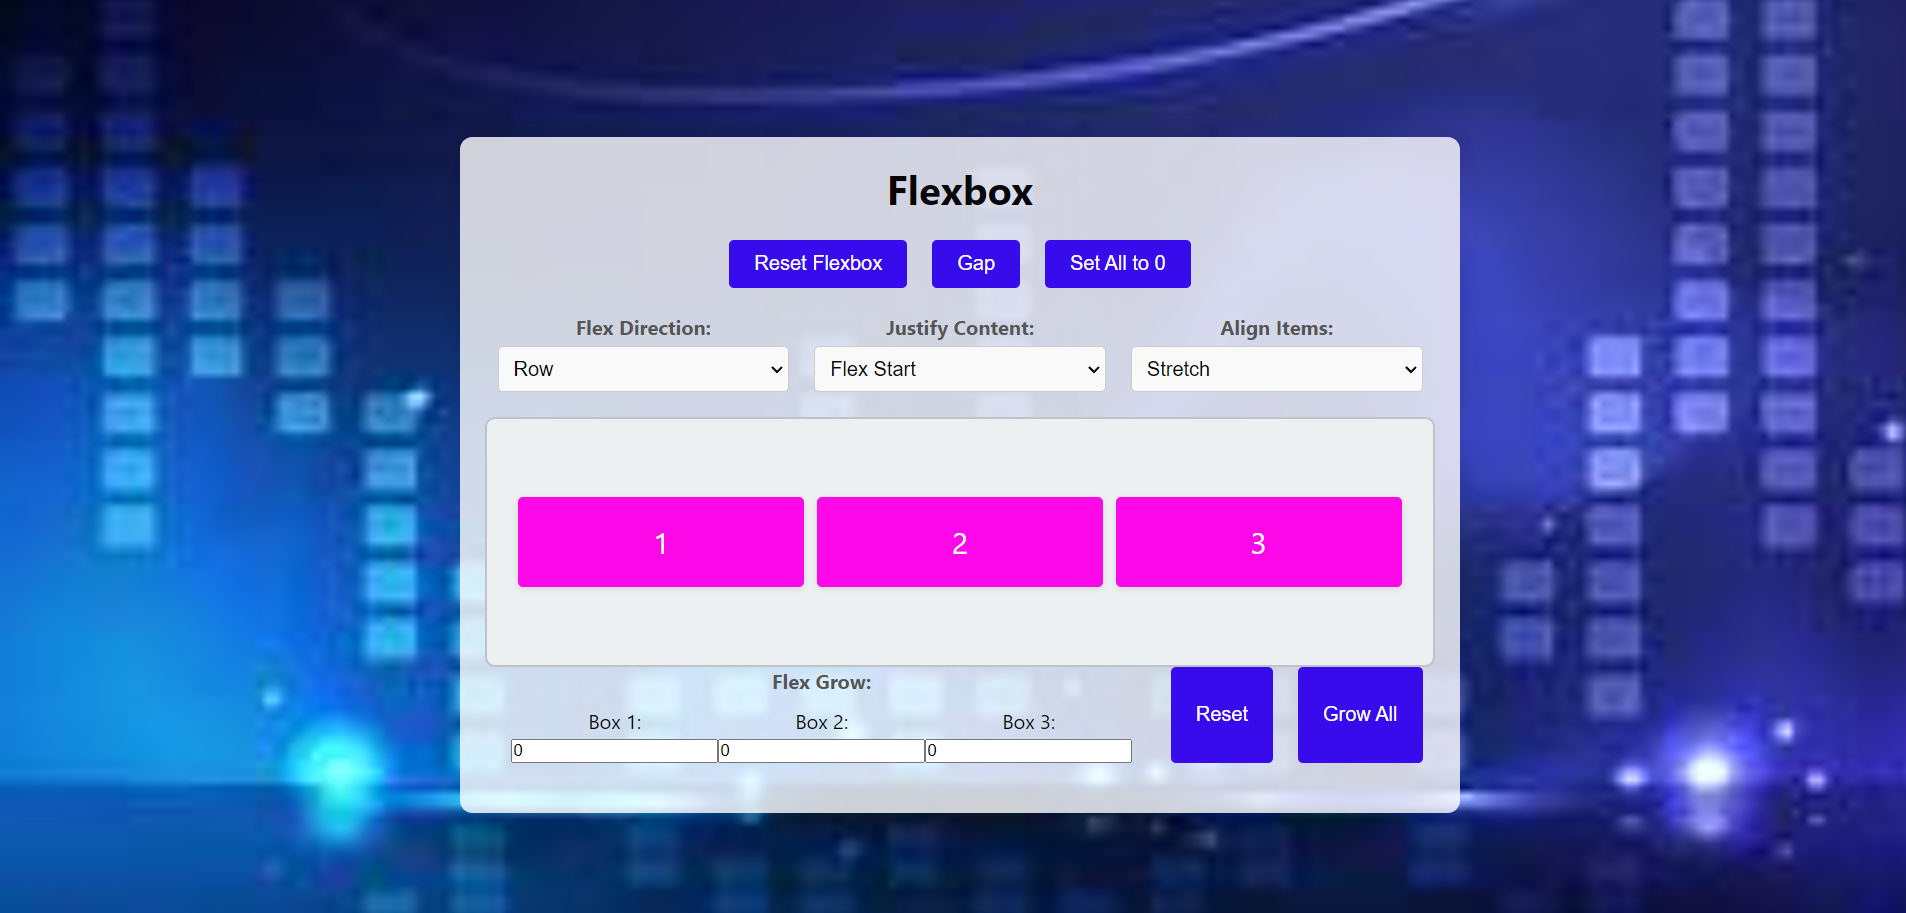 Flexbox
Reset Flexbox Gap Set All to 0
Flex Direction: Justify Content: Align Items:
Row Flex Start Stretch
1 2 3
Flex Grow:
Reset Grow All
Box 1: Box 2: Box 3:
0 0 0